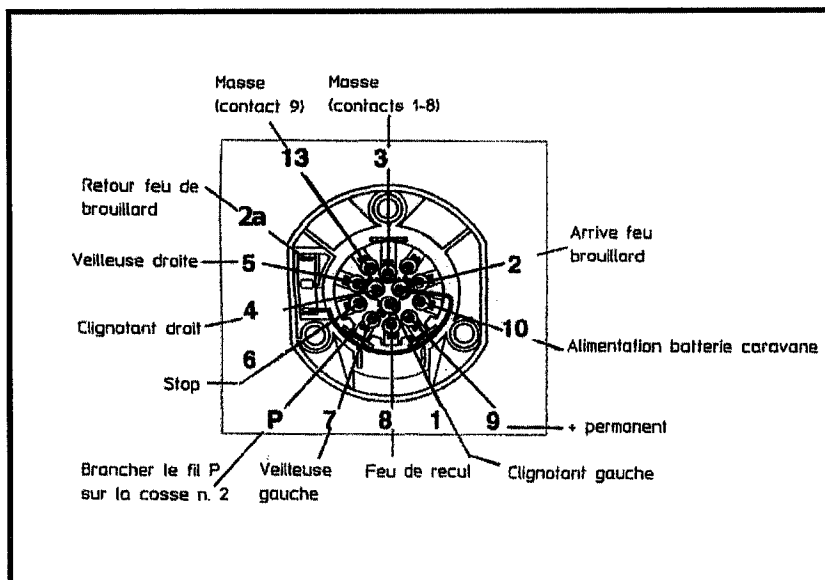 Masse
(contact 9)
Masse
(contacts 1-8)
13
3
Retour feu de
brouillard
2a
Arrive feu
brouillard
Veilleuse droite
5
2
Clignotant droit
4
10
Alimentation batterie caravane
6
Stop
P
7
8
1
9
+ permanent
Brancher le fil P
sur la cosse n. 2
Veilleuse
gauche
Feu de recul
Clignotant gauche